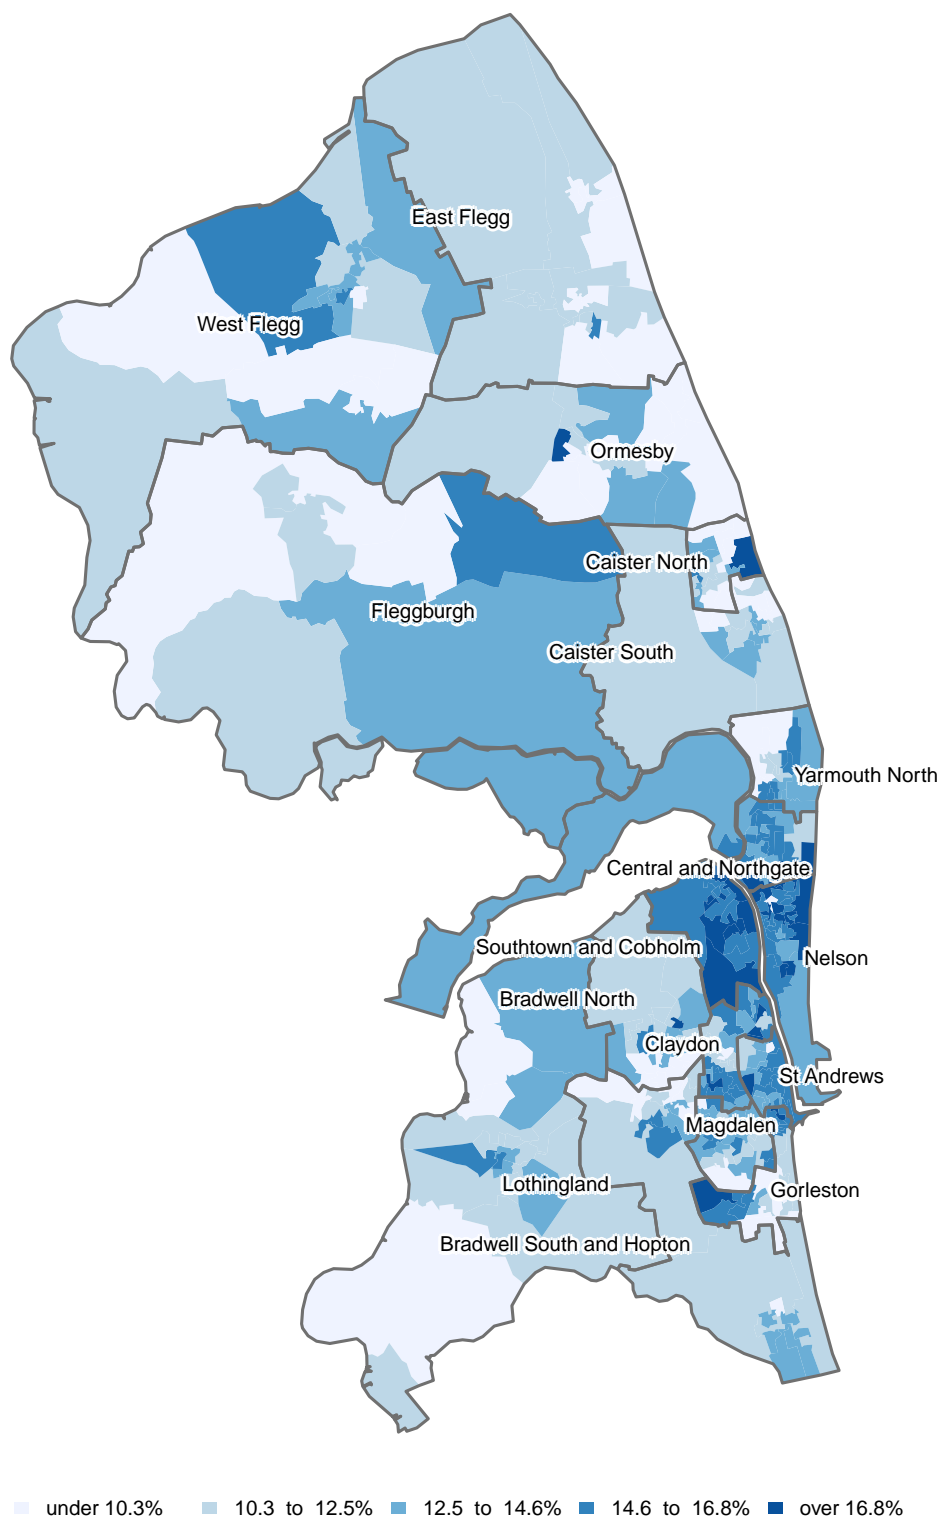 East Flegg
West Flegg
Ormesby
Caister North
Fleggburgh
Caister South
Yarmouth North
Central and Northgate
Southtown and Cobholm
Nelson
Bradwell North
Claydon
St Andrews
Magdalen
Lothingland
Gorleston
Bradwell South and Hopton
under 10.3% 10.3 to 12.5% 12.5 to 14.6% 14.6 to 16.8% over 16.8%